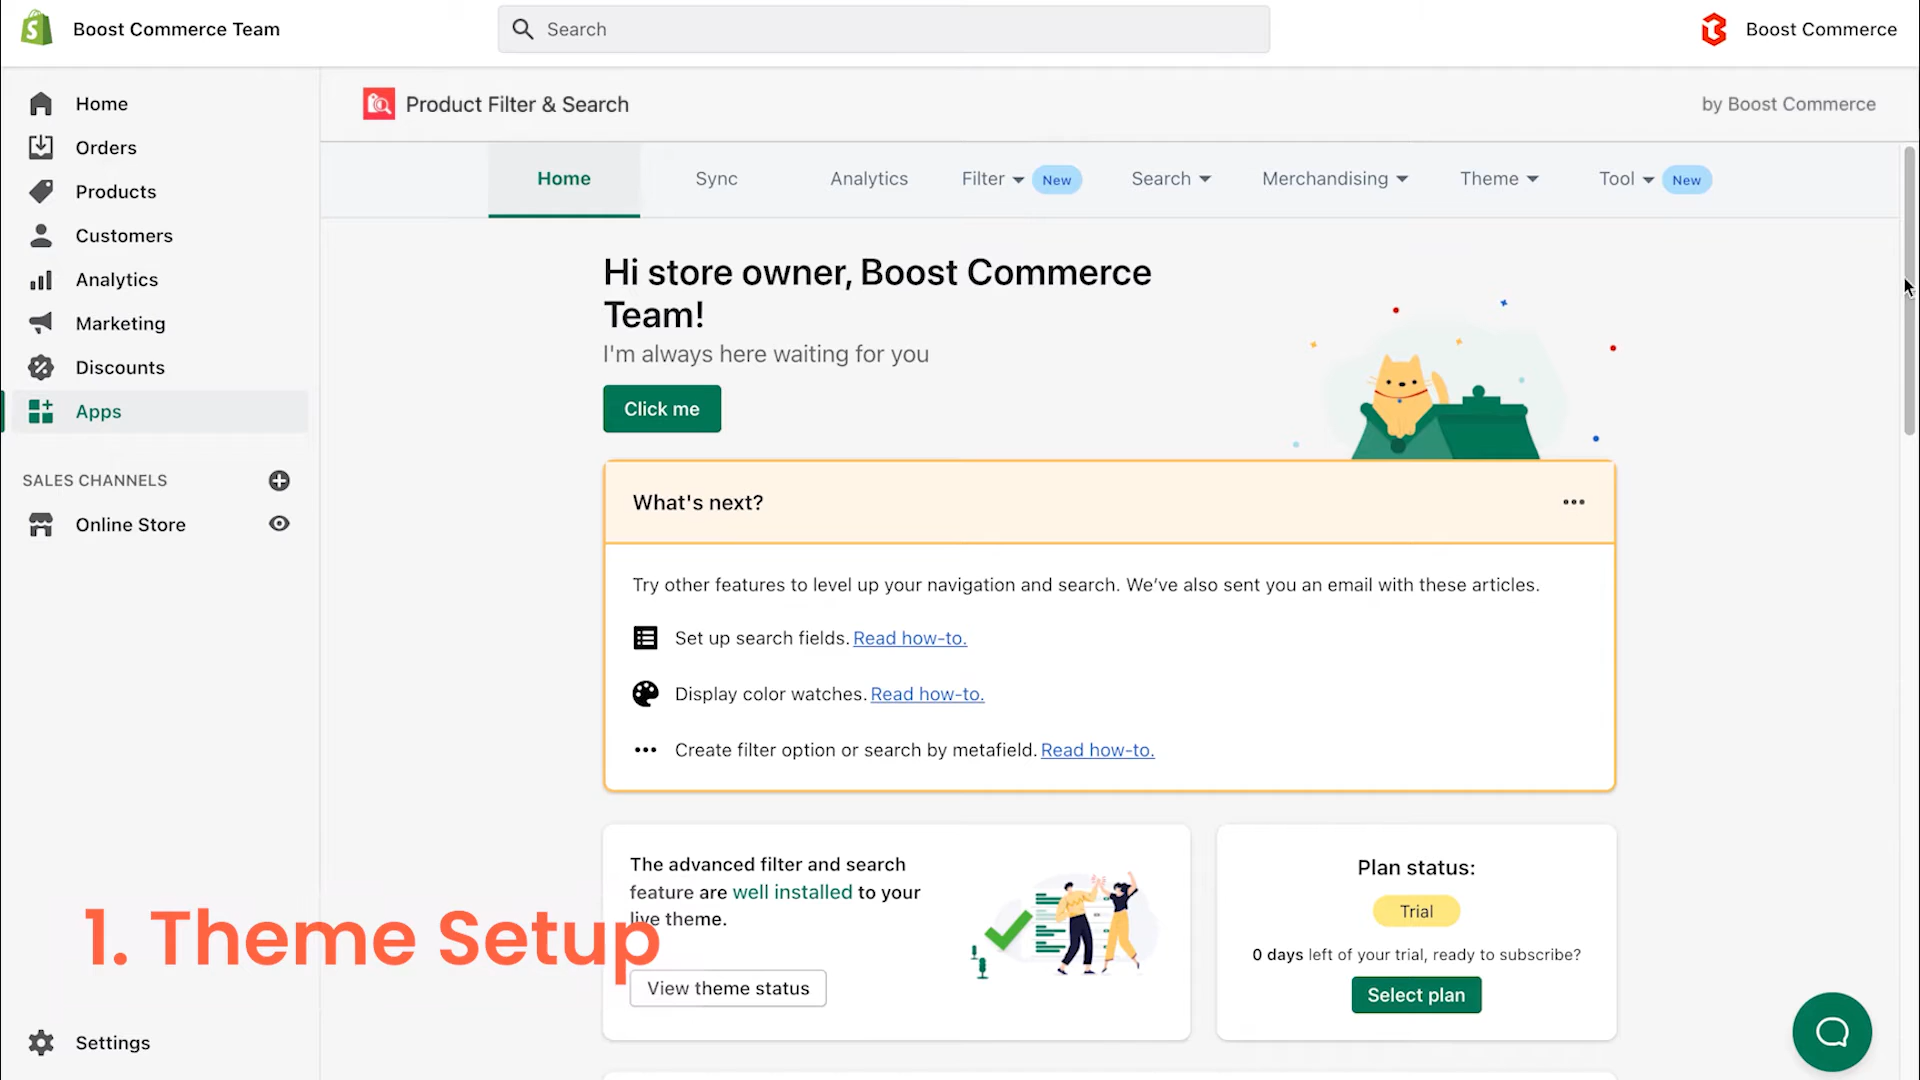 Boost Commerce Team
Search
Boost Commerce
Home
Orders
Products
Customers
Analytics
Marketing
Discounts
Apps
SALES CHANNELS
Online Store
Settings
Product Filter & Search
by Boost Commerce
Home
Sync
Analytics
Filter
New
Search
Merchandising
Theme
Tool
New
Hi store owner, Boost Commerce
Team!
I'm always here waiting for you
Click me
What's next?
Try other features to level up your navigation and search. We’ve also sent you an email with these articles.
Set up search fields. Read how-to.
Display color watches. Read how-to.
Create filter option or search by metafield. Read how-to.
The advanced filter and search
feature are well installed to your
live theme.
View theme status
Plan status:
Trial
0 days left of your trial, ready to subscribe?
Select plan
1. Theme Setup